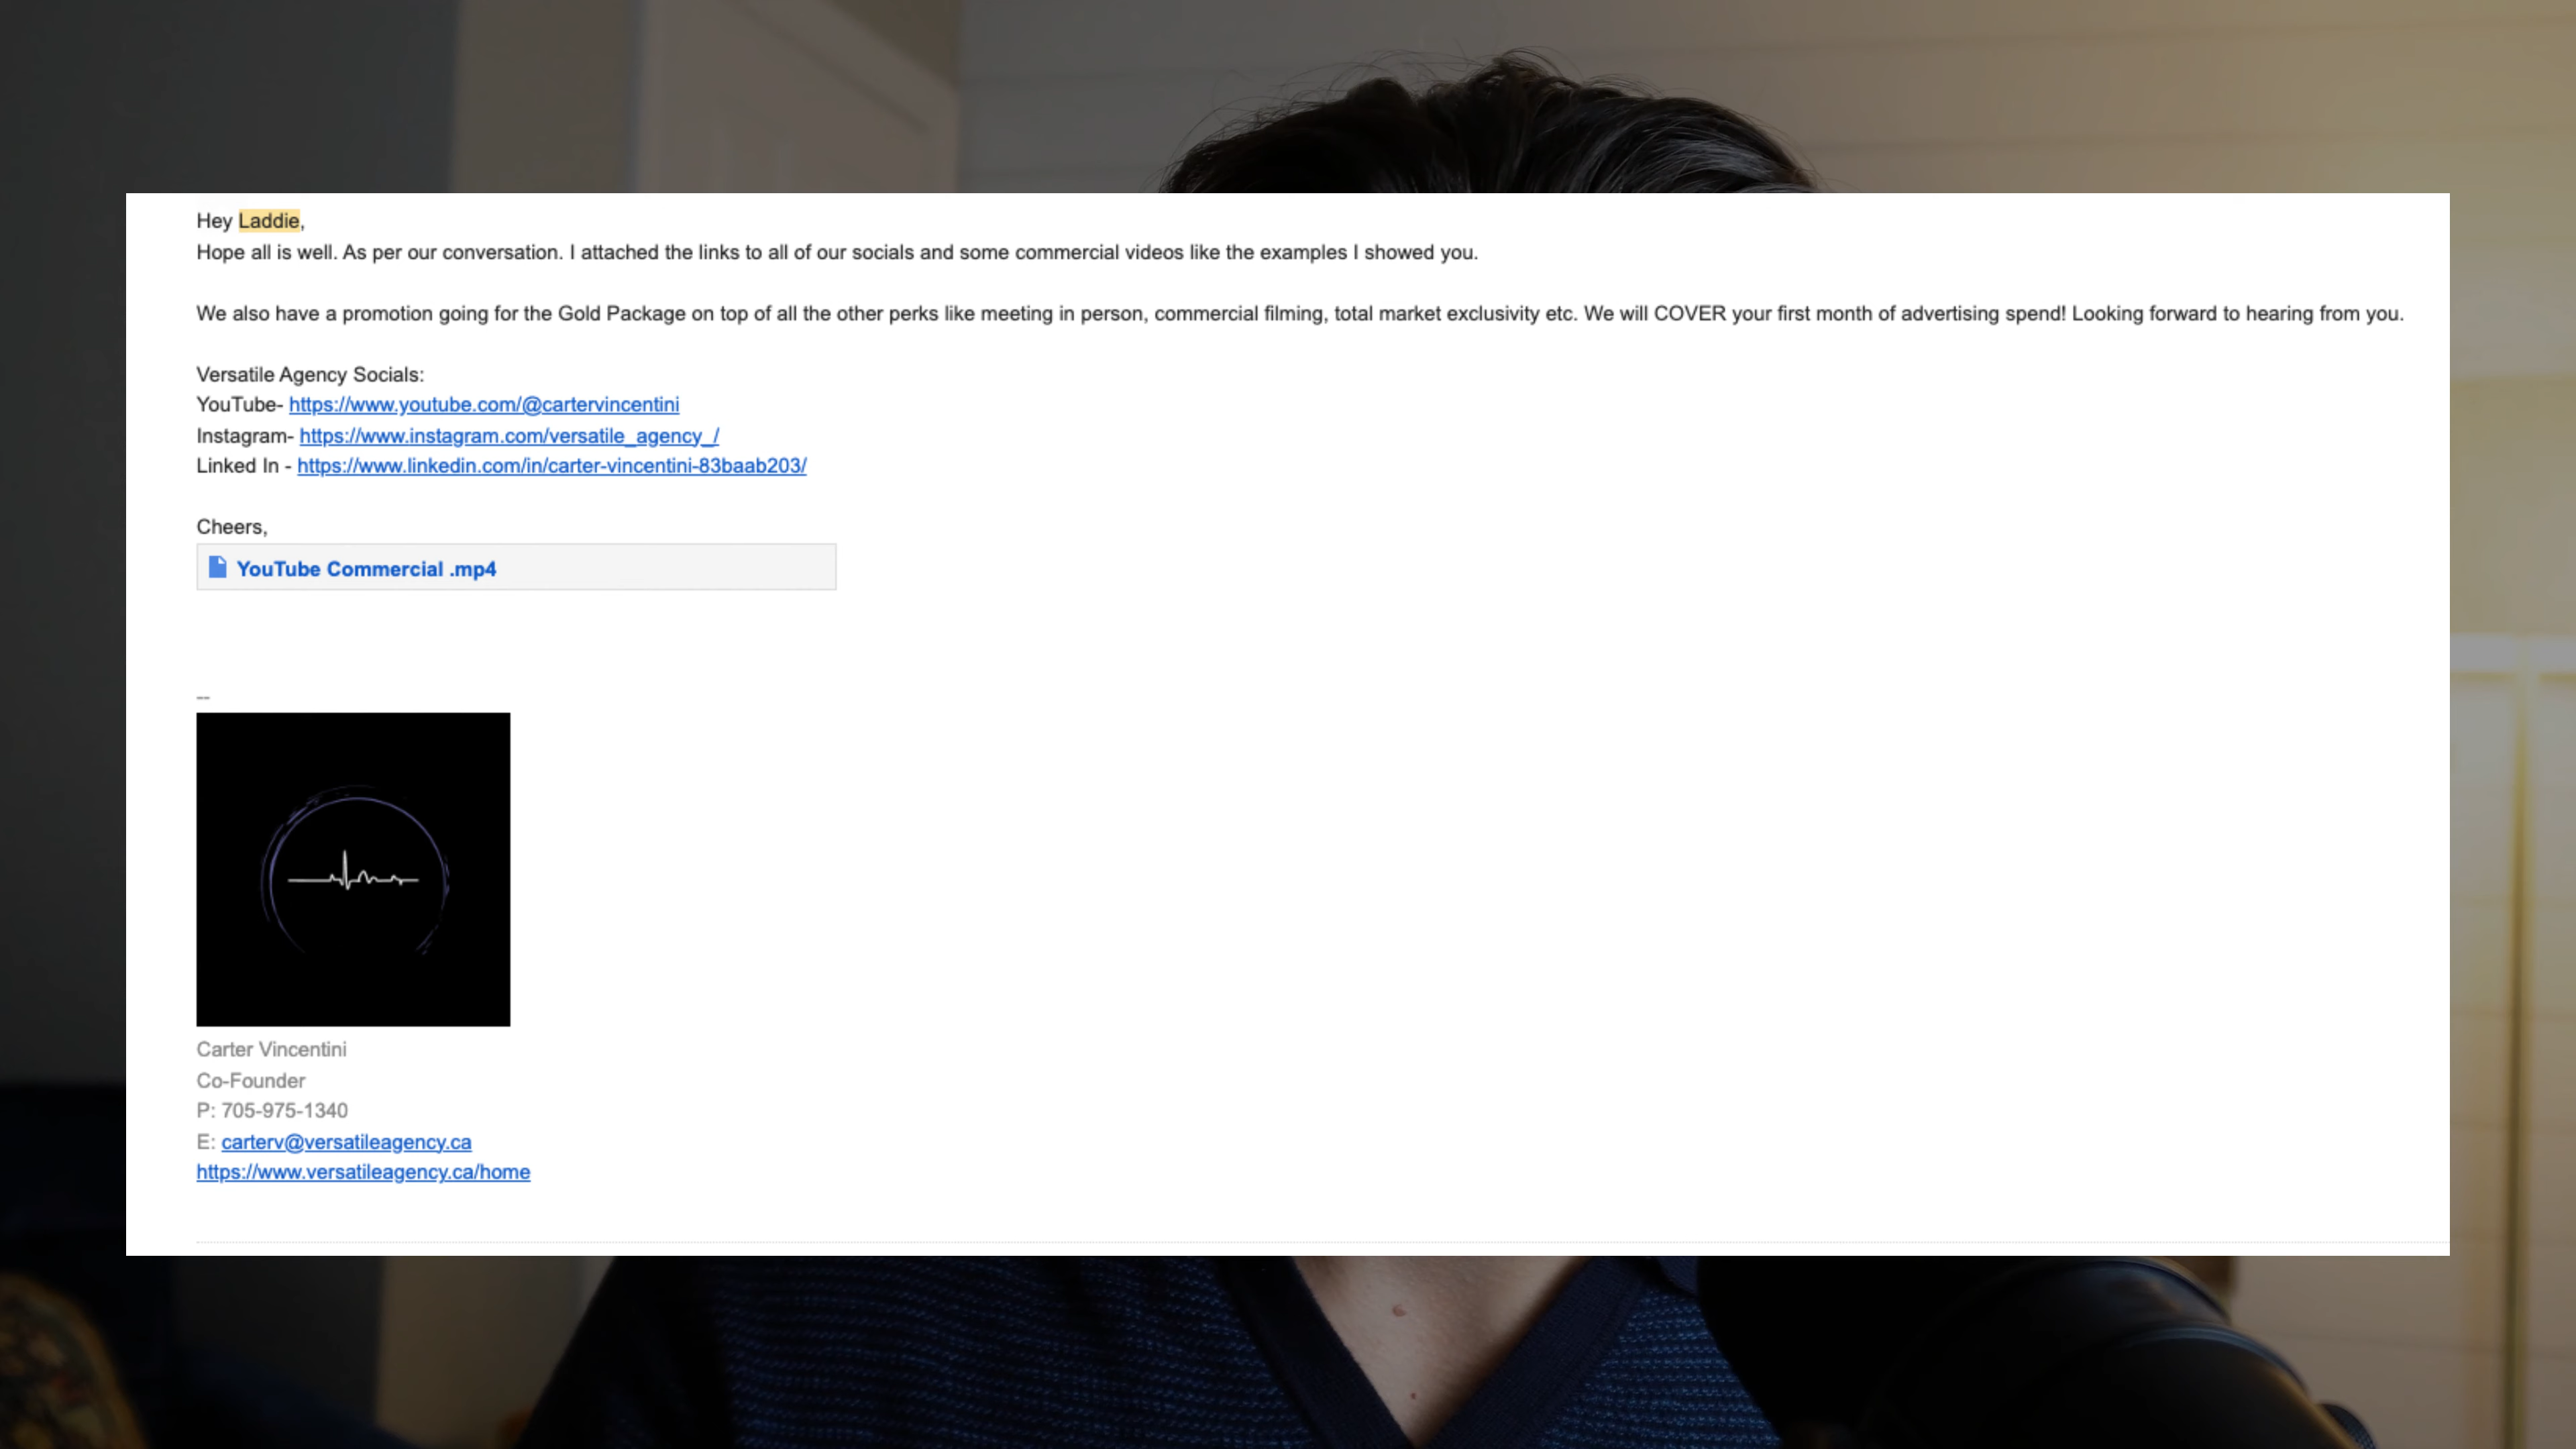 Hey Laddie,
Hope all is well. As per our conversation. I attached the links to all of our socials and some commercial videos like the examples I showed you.
We also have a promotion going for the Gold Package on top of all the other perks like meeting in person, commercial filming, total market exclusivity etc. We will COVER your first month of advertising spend! Looking forward to hearing from you.
Versatile Agency Socials:
YouTube- https://www.youtube.com/@cartervincentini
Instagram- https://www.instagram.com/versatile_agency_/
Linked In - https://www.linkedin.com/in/carter-vincentini-83baab203/
Cheers,
YouTube Commercial .mp4
--
Carter Vincentini
Co-Founder
P: 705-975-1340
E: carterv@versatileagency.ca
https://www.versatileagency.ca/home